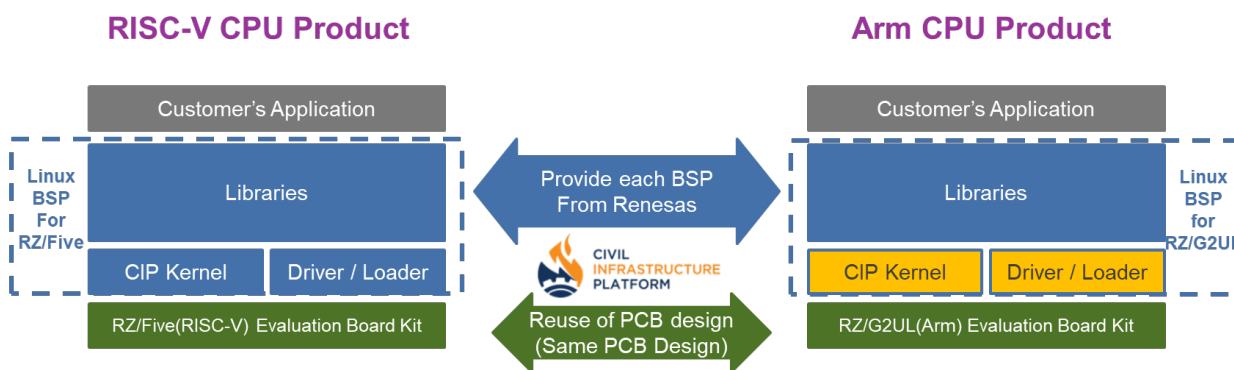 RISC-V CPU Product
Arm CPU Product
Customer's Application
Linux
BSP
For
RZ/Five
Libraries
CIP Kernel
Driver / Loader
RZ/Five(RISC-V) Evaluation Board Kit
Provide each BSP
From Renesas
CIVIL
INFRASTRUCTURE
PLATFORM
Reuse of PCB design
(Same PCB Design)
Customer's Application
Libraries
Linux
BSP
for
RZ/G2UL
CIP Kernel
Driver / Loader
RZ/G2UL(Arm) Evaluation Board Kit